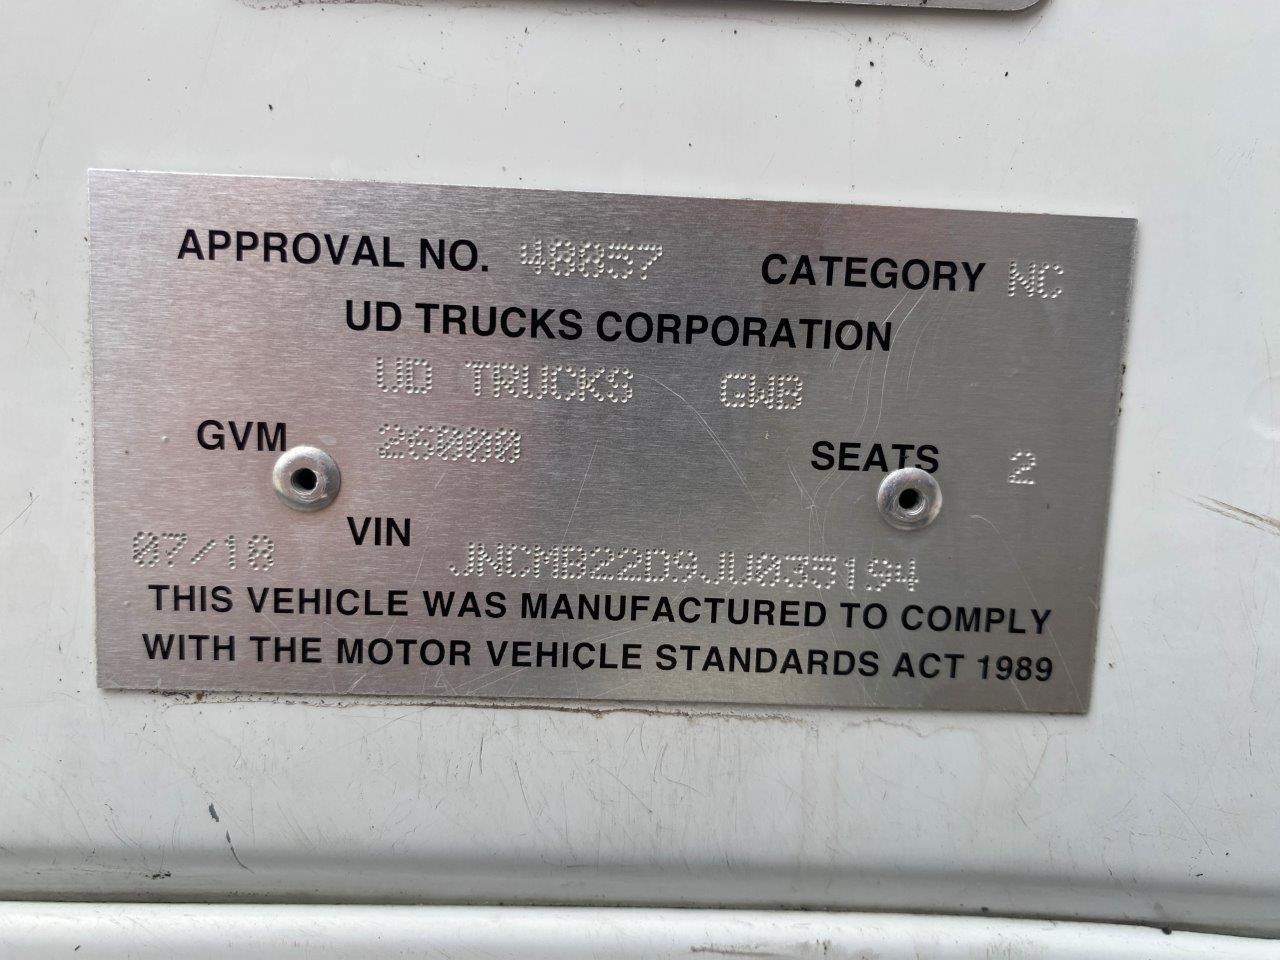 APPROVAL NO. 48857 CATEGORY NC
UD TRUCKS CORPORATION
UD TRUCKS GWB
GVM 26000 SEATS 2
VIN
07/18 JNCMB22D9JU035194
THIS VEHICLE WAS MANUFACTURED TO COMPLY
WITH THE MOTOR VEHICLE STANDARDS ACT 1989